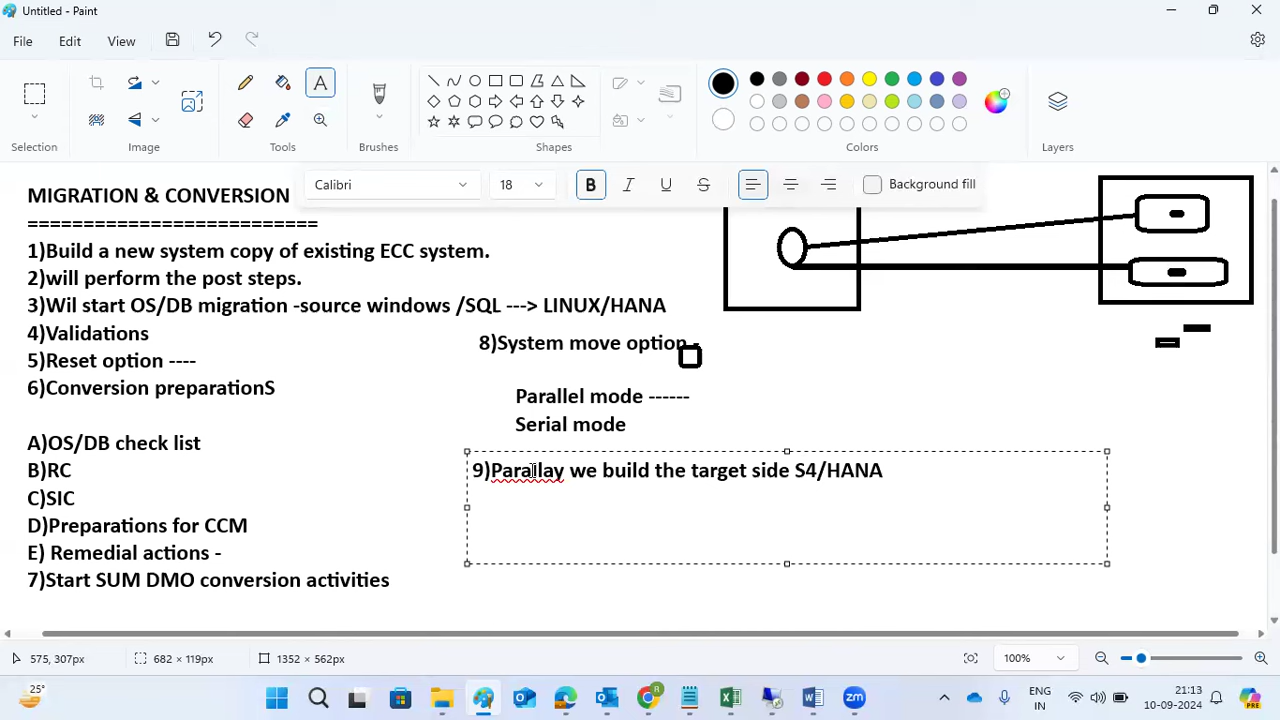 Untitled - Paint
File Edit View
Selection Image Tools Brushes Shapes Colors Layers
Calibri 18 B I U S Background fill
MIGRATION & CONVERSION
==========================
1)Build a new system copy of existing ECC system.
2)will perform the post steps.
3)Wil start OS/DB migration -source windows /SQL ---> LINUX/HANA
4)Validations
5)Reset option ----
6)Conversion preparationS
A)OS/DB check list
B)RC
C)SIC
D)Preparations for CCM
E) Remedial actions -
7)Start SUM DMO conversion activities
8)System move option -
Parallel mode ------
Serial mode
9)Parallay we build the target side S4/HANA
575, 307px 682 × 119px 1352 × 562px 100%
25°
ENG
IN
21:13
10-09-2024